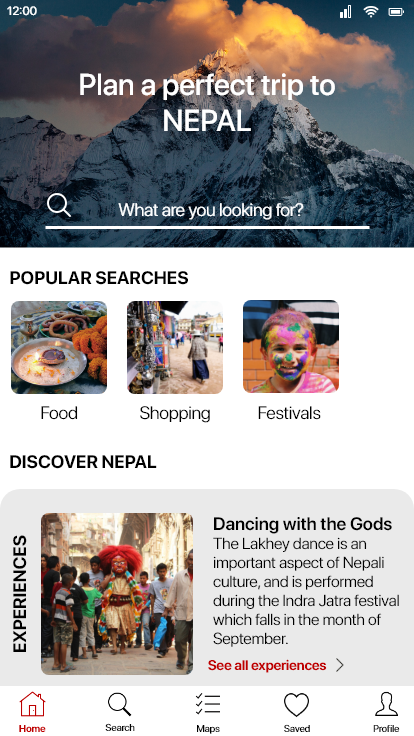 12:00
Plan a perfect trip to
NEPAL
What are you looking for?
POPULAR SEARCHES
Food
Shopping
Festivals
DISCOVER NEPAL
EXPERIENCES
Dancing with the Gods
The Lakhey dance is an
important aspect of Nepali
culture, and is performed
during the Indra Jatra festival
which falls in the month of
September.
See all experiences
Home
Search
Maps
Saved
Profile